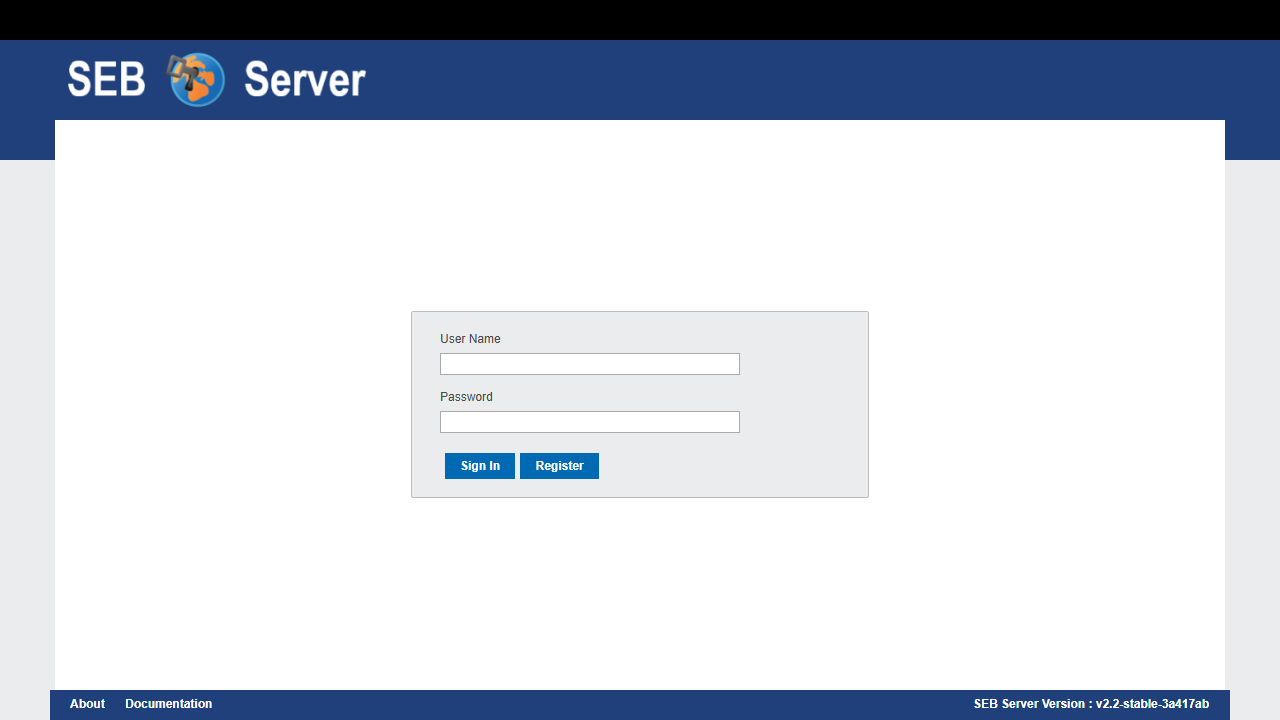 SEB Server
User Name
Password
Sign In Register
About Documentation SEB Server Version : v2.2-stable-3a417ab